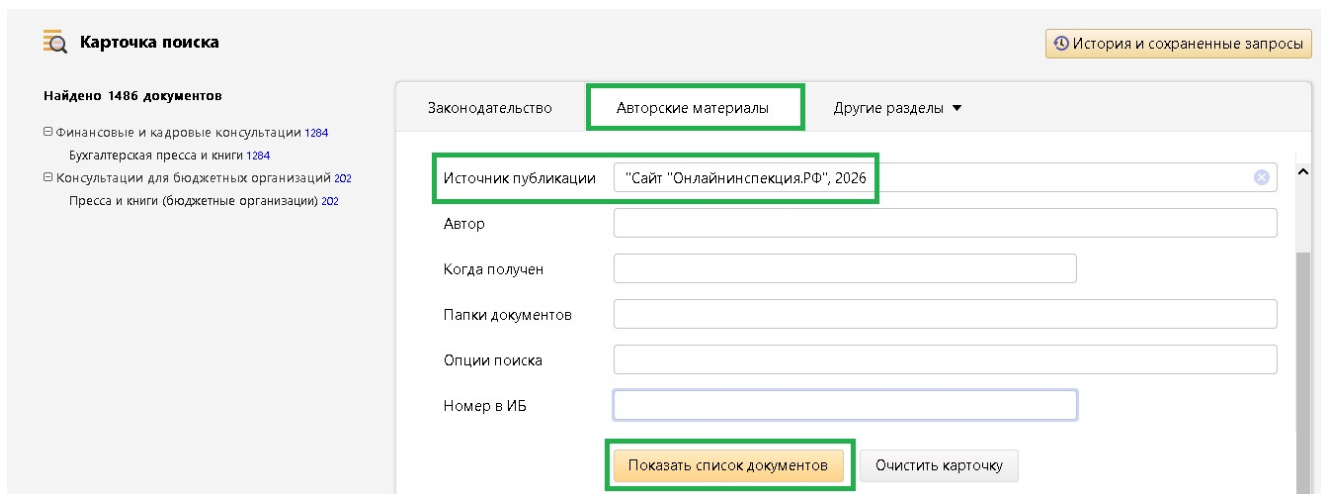 Карточка поиска
История и сохраненные запросы
Найдено 1486 документов
Финансовые и кадровые консультации 1284
Бухгалтерская пресса и книги 1284
Консультации для бюджетных организаций 202
Пресса и книги (бюджетные организации) 202
Законодательство Авторские материалы Другие разделы
Источник публикации "Сайт "Онлайнинспекция.РФ", 2026
Автор
Когда получен
Папки документов
Опции поиска
Номер в ИБ
Показать список документов Очистить карточку